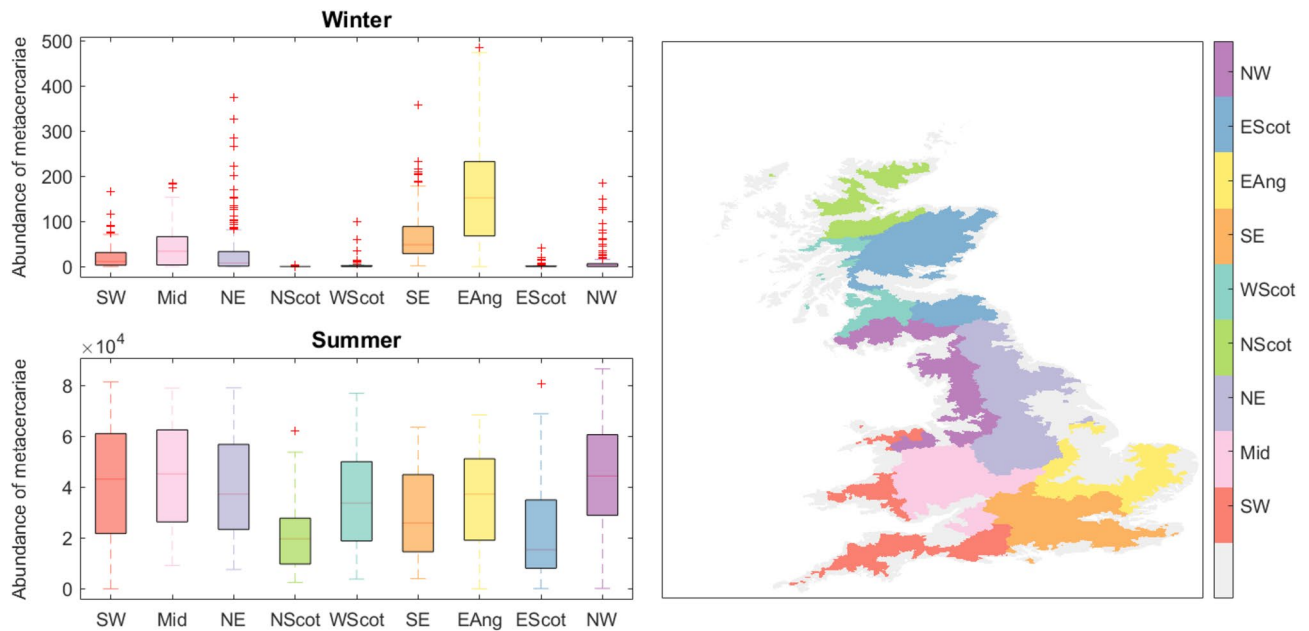 Winter
Abundance of metacercariae
500
400
300
200
100
0
SW Mid NE NScot WScot SE EAng EScot NW
Summer
×10^4
Abundance of metacercariae
8
6
4
2
0
SW Mid NE NScot WScot SE EAng EScot NW
NW
EScot
EAng
SE
WScot
NScot
NE
Mid
SW